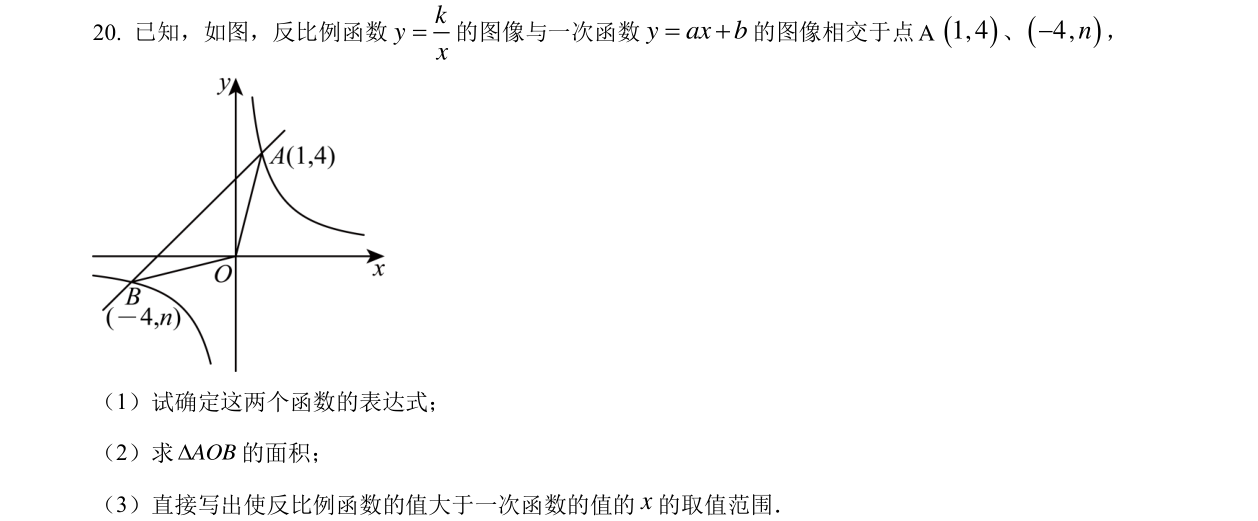 20. 已知，如图，反比例函数 y = k/x 的图像与一次函数 y = ax + b 的图像相交于点 A (1,4)、(−4,n)，
y
A(1,4)
O
x
B
(−4,n)
（1）试确定这两个函数的表达式；
（2）求 ΔAOB 的面积；
（3）直接写出使反比例函数的值大于一次函数的值的 x 的取值范围.